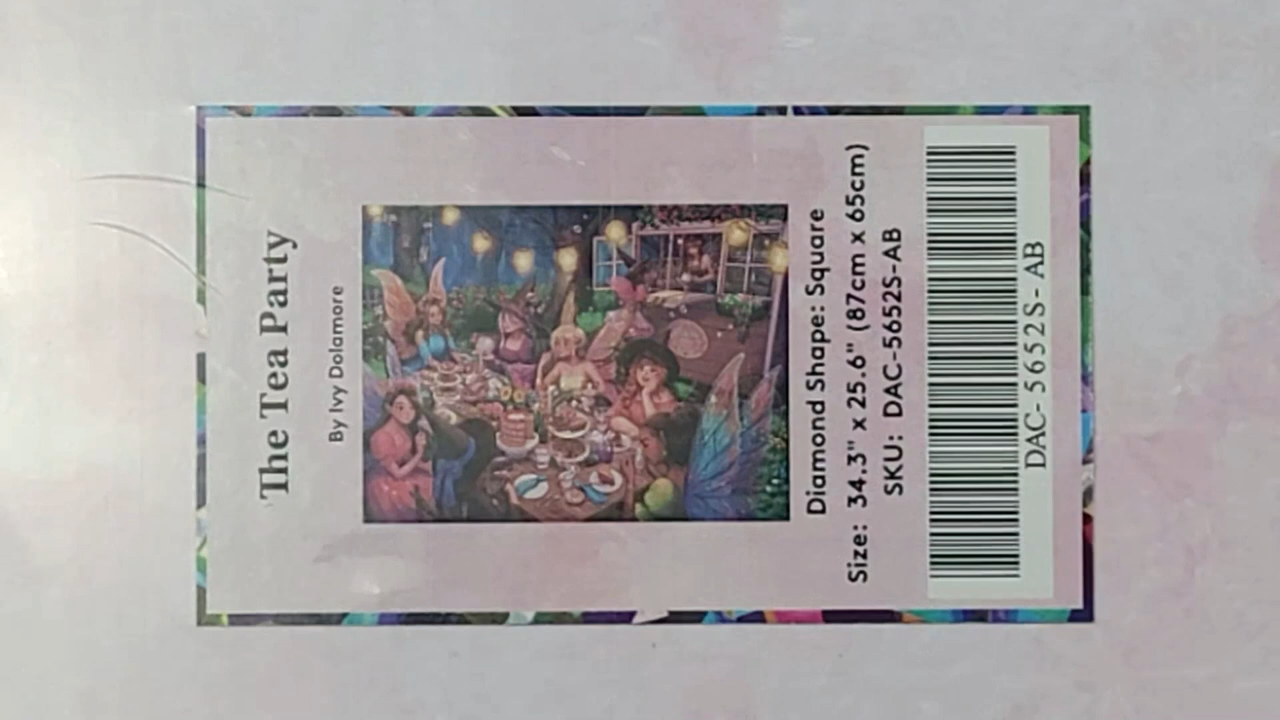 The Tea Party
By Ivy Dolamore
Diamond Shape: Square
Size: 34.3" x 25.6" (87cm x 65cm)
SKU: DAC-5652S-AB
DAC- 5652S- AB